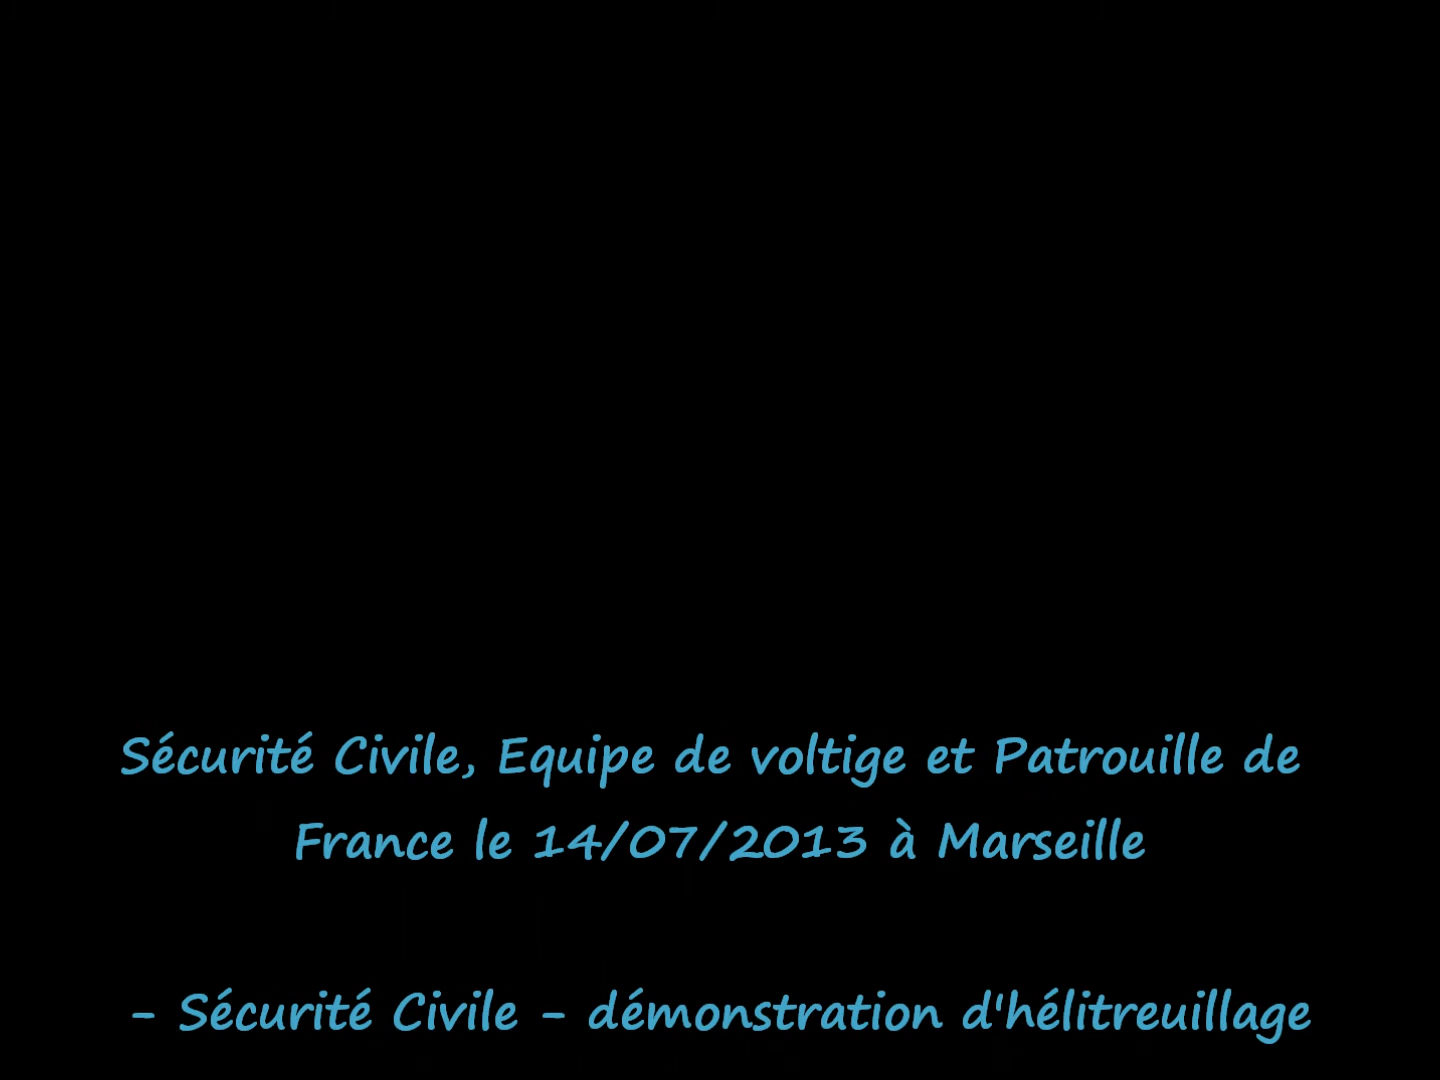 Sécurité Civile, Equipe de voltige et Patrouille de
France le 14/07/2013 à Marseille
- Sécurité Civile - démonstration d'hélitreuillage